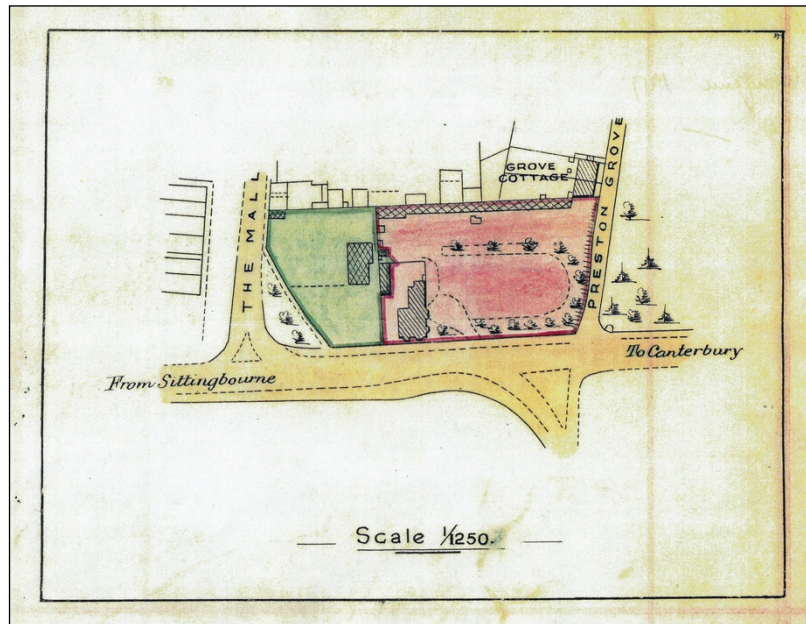 THE MALL
GROVE
COTTAGE
PRESTON GROVE
From Sittingbourne
To Canterbury
Scale 1/1250.